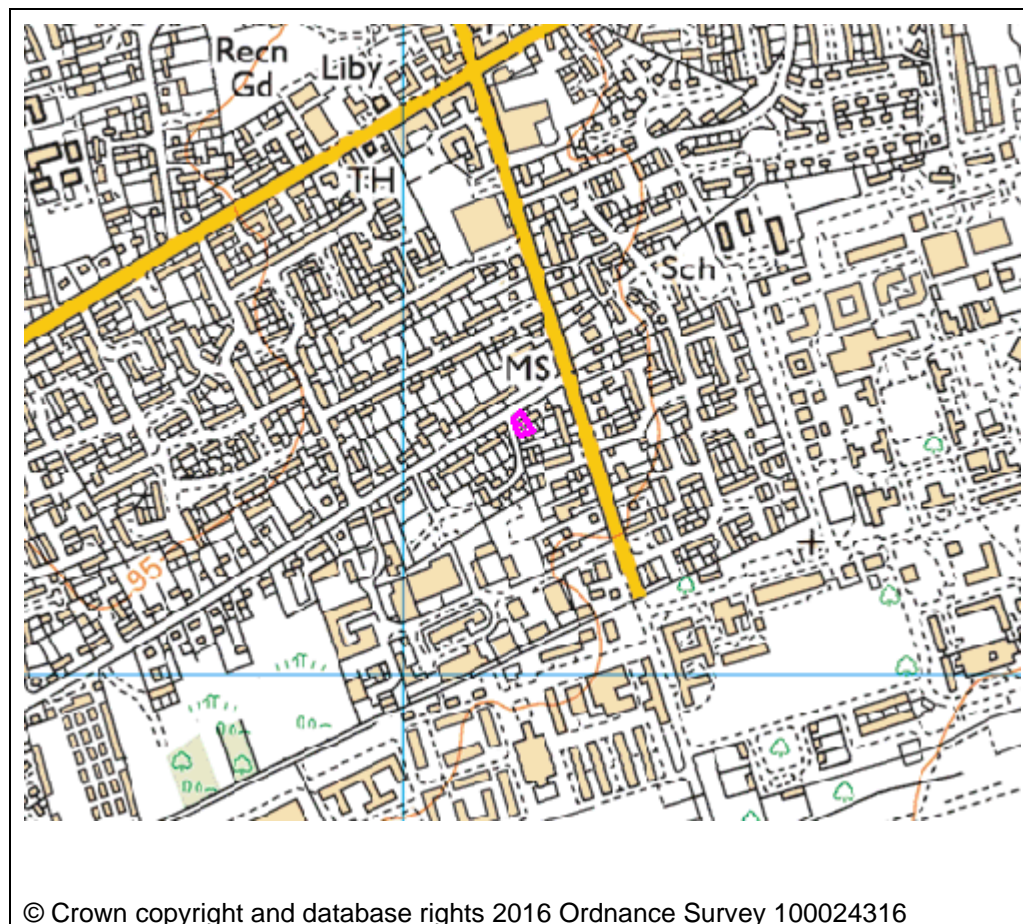 Recn
Gd
Liby
TH
Sch
MS
95
© Crown copyright and database rights 2016 Ordnance Survey 100024316